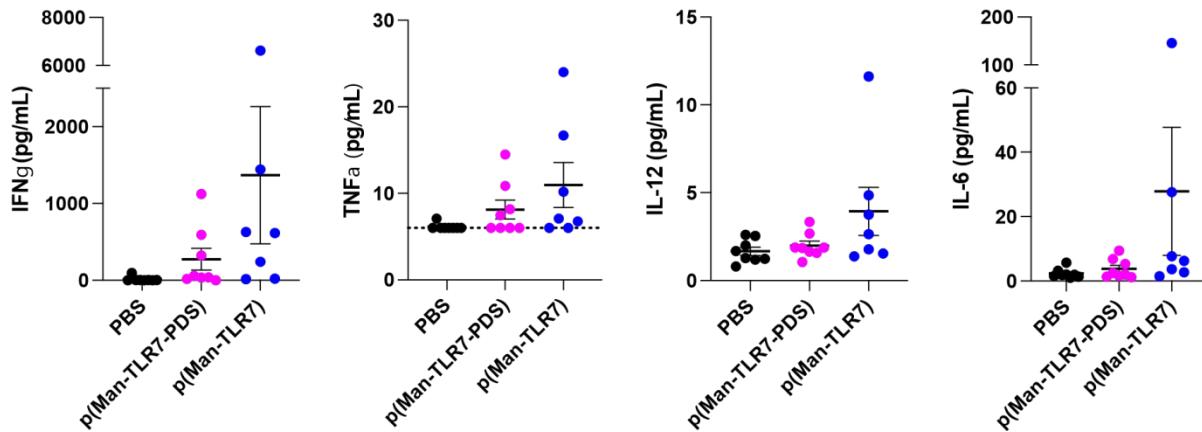 IFNg(pg/mL)
8000
6000
2000
1000
0
PBS
p(Man-TLR7-PDS)
p(Man-TLR7)
TNFa (pg/mL)
30
20
10
0
PBS
p(Man-TLR7-PDS)
p(Man-TLR7)
IL-12 (pg/mL)
15
10
5
0
PBS
p(Man-TLR7-PDS)
p(Man-TLR7)
IL-6 (pg/mL)
200
100
60
40
20
0
PBS
p(Man-TLR7-PDS)
p(Man-TLR7)